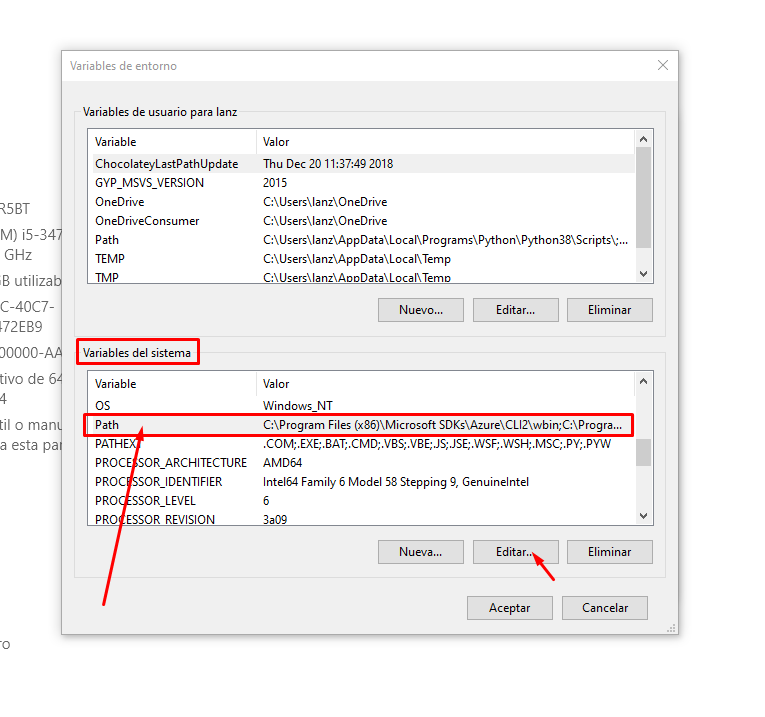 Variables de entorno
R5BT
M) i5-347
GHz
GB utilizab
C-40C7-
472EB9
00000-AA
tivo de 64
4
til o manu
a esta par
ro
Variables de usuario para lanz
Variable Valor
ChocolateyLastPathUpdate Thu Dec 20 11:37:49 2018
GYP_MSVS_VERSION 2015
OneDrive C:\Users\lanz\OneDrive
OneDriveConsumer C:\Users\lanz\OneDrive
Path C:\Users\lanz\AppData\Local\Programs\Python\Python38\Scripts\;...
TEMP C:\Users\lanz\AppData\Local\Temp
TMP C:\Users\lanz\AppData\Local\Temp
Nuevo... Editar... Eliminar
Variables del sistema
Variable Valor
OS Windows_NT
Path C:\Program Files (x86)\Microsoft SDKs\Azure\CLI2\wbin;C:\Progra...
PATHEXT .COM;.EXE;.BAT;.CMD;.VBS;.VBE;.JS;.JSE;.WSF;.WSH;.MSC;.PY;.PYW
PROCESSOR_ARCHITECTURE AMD64
PROCESSOR_IDENTIFIER Intel64 Family 6 Model 58 Stepping 9, GenuineIntel
PROCESSOR_LEVEL 6
PROCESSOR_REVISION 3a09
Nueva... Editar... Eliminar
Aceptar Cancelar